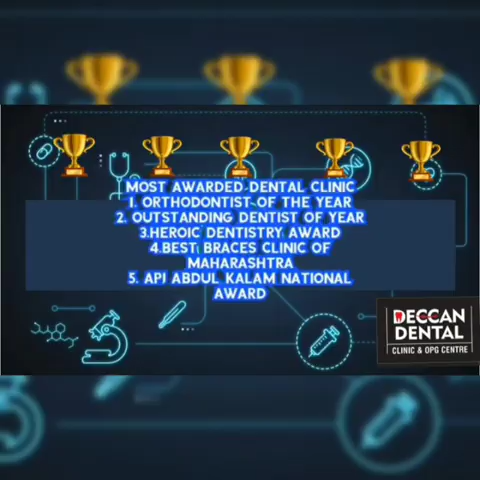 MOST AWARDED DENTAL CLINIC
1. ORTHODONTIST OF THE YEAR
2. OUTSTANDING DENTIST OF YEAR
3.HEROIC DENTISTRY AWARD
4.BEST BRACES CLINIC OF
MAHARASHTRA
5. APJ ABDUL KALAM NATIONAL
AWARD
DECCAN
DENTAL
CLINIC & OPG CENTRE